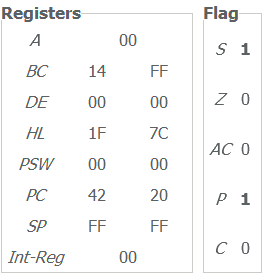 Registers
A 00
BC 14 FF
DE 00 00
HL 1F 7C
PSW 00 00
PC 42 20
SP FF FF
Int-Reg 00
Flag
S 1
Z 0
AC 0
P 1
C 0